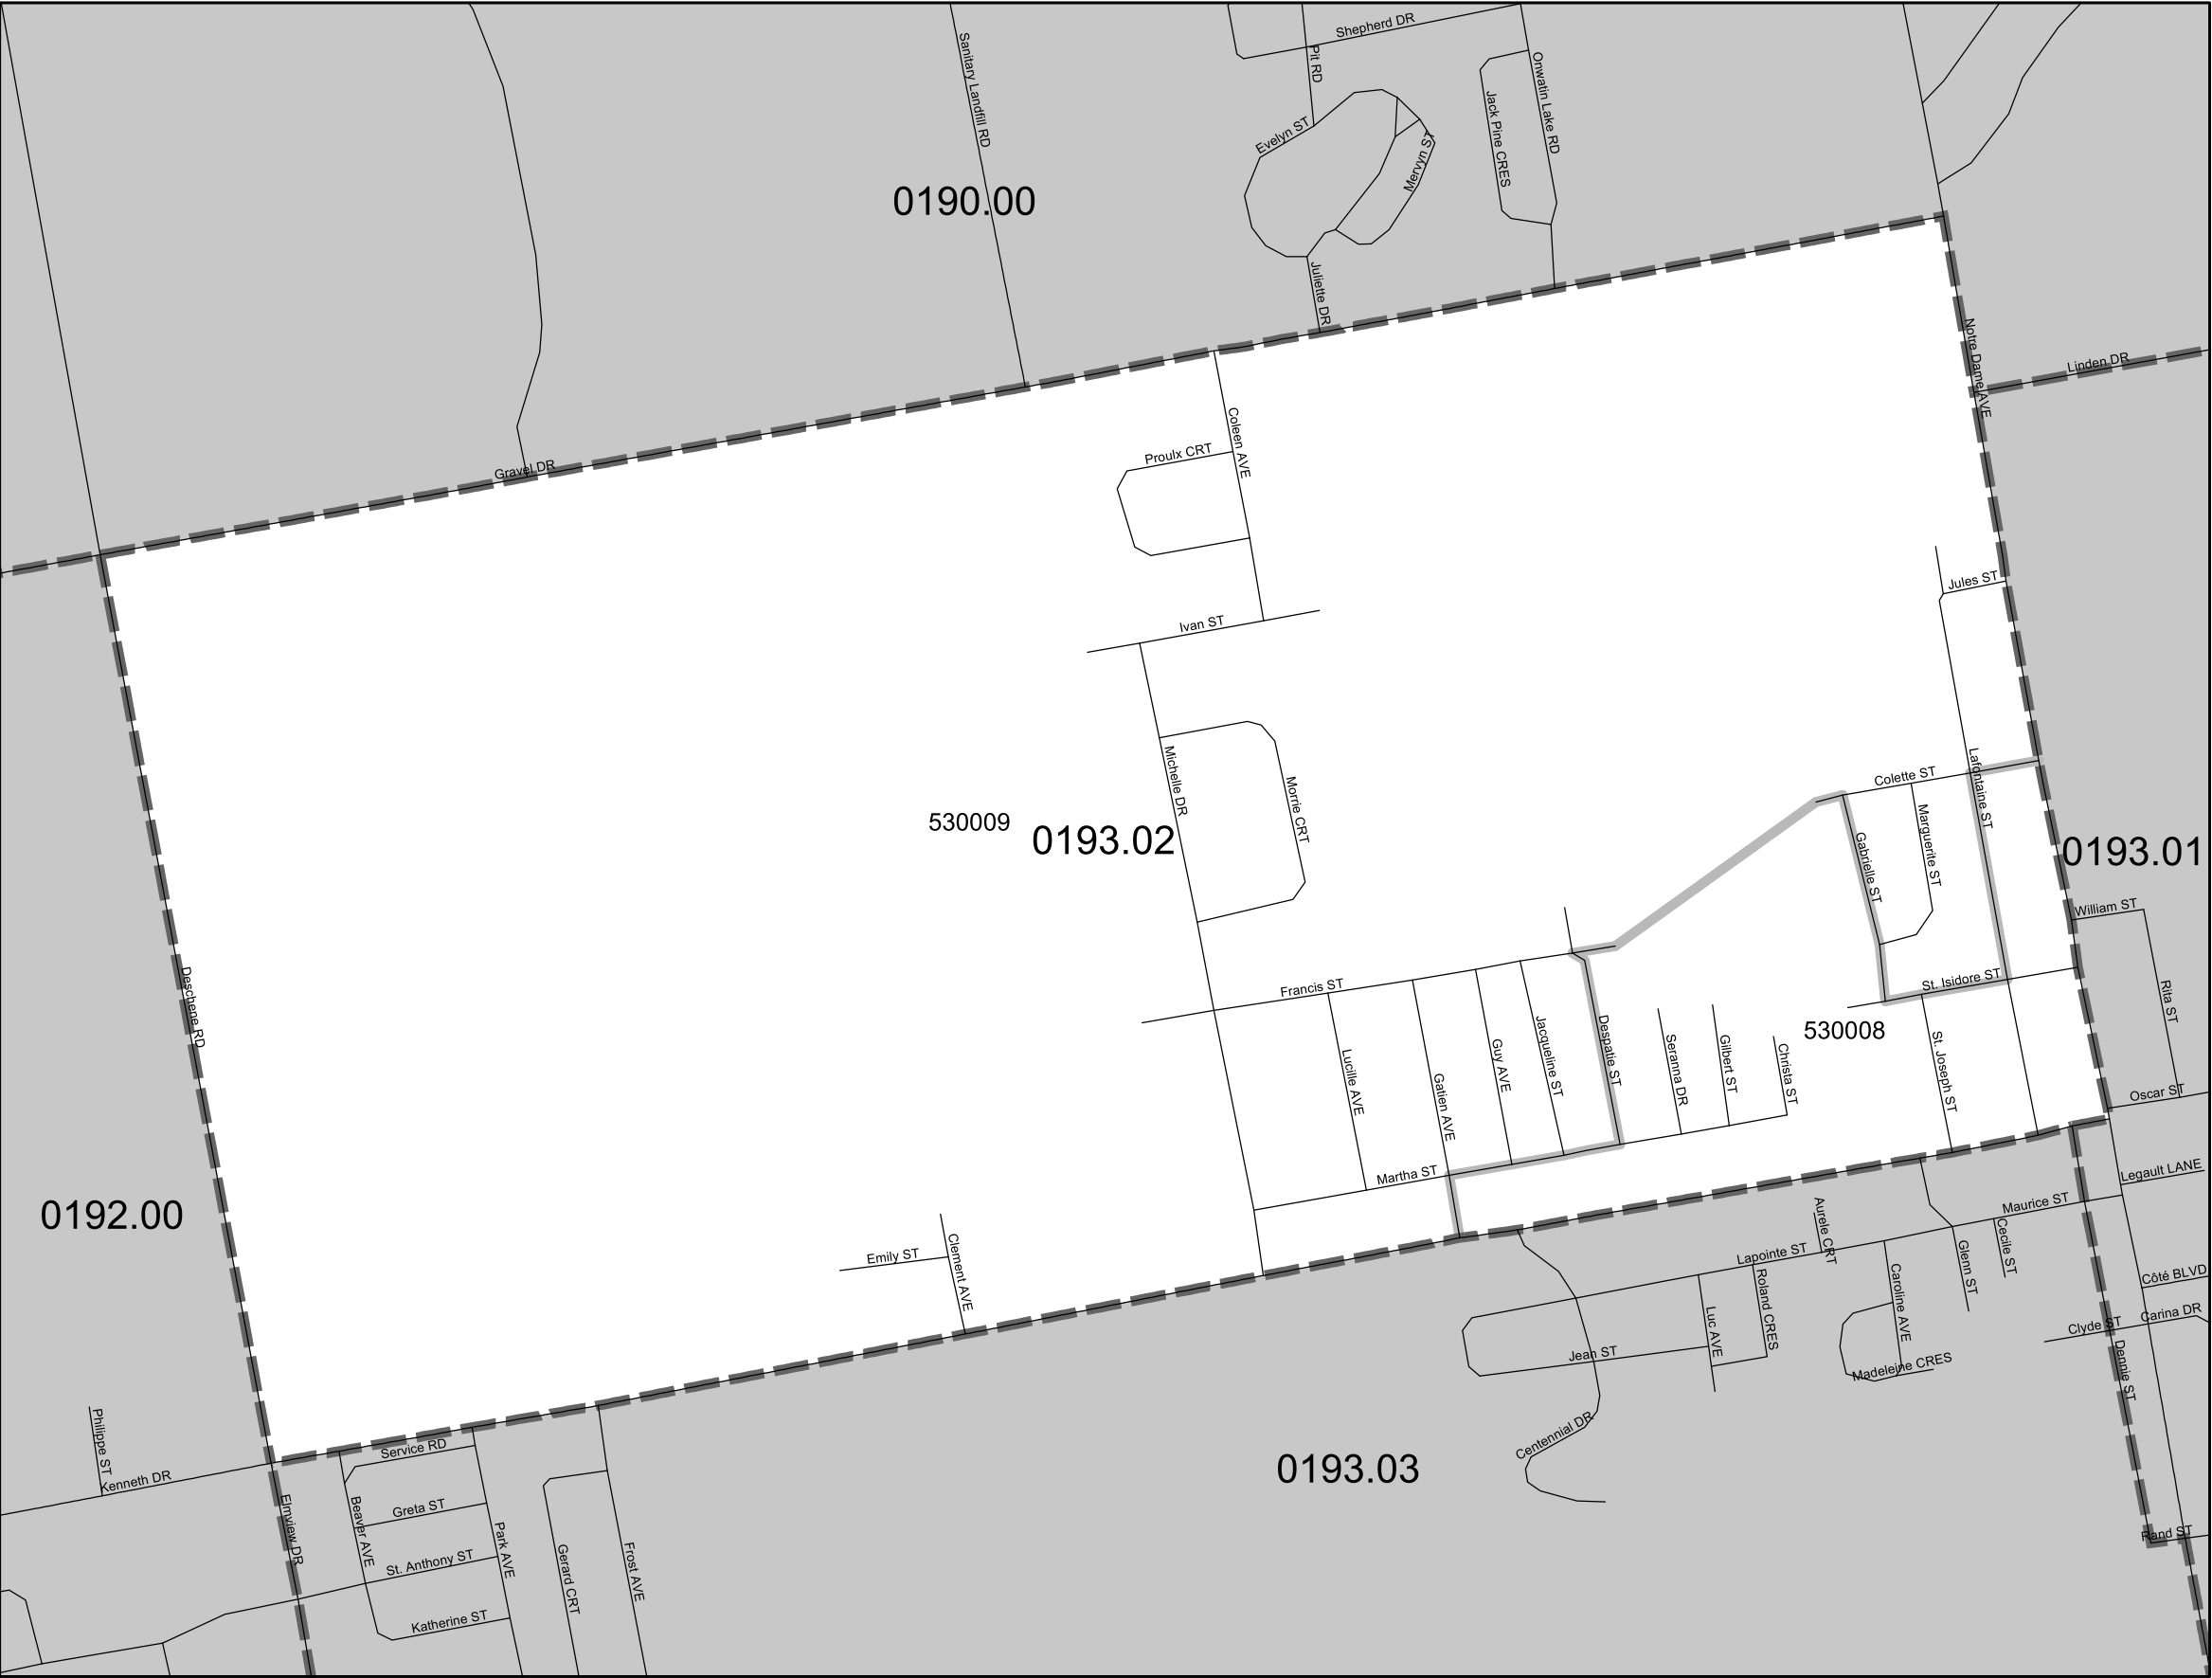 Shepherd DR
Sanitary Landfill RD
Pit RD
Onwatin Lake RD
Jack Pine CRES
Evelyn ST
Mervyn ST
0190.00
Juliette DR
Notre Dame AVE
Linden DR
Coleen AVE
Proulx CRT
Gravel DR
Jules ST
Ivan ST
Michelle DR
Morrie CRT
Lafontaine ST
Colette ST
Marguerite ST
Gabrielle ST
530009
0193.02
0193.01
William ST
Deschene RD
Francis ST
St. Isidore ST
Rita ST
530008
Despatie ST
Jacqueline ST
Guy AVE
Lucille AVE
Gatien AVE
Seranna DR
Gilbert ST
Christa ST
St. Joseph ST
Oscar ST
Martha ST
Legault LANE
0192.00
Maurice ST
Aurele CRT
Cecile ST
Emily ST
Clement AVE
Lapointe ST
Glenn ST
Roland CRES
Caroline AVE
Côté BLVD
Luc AVE
Carina DR
Clyde ST
Jean ST
Madeleine CRES
Dennie ST
Philippe ST
Centennial DR
Service RD
0193.03
Kenneth DR
Elmview DR
Beaver AVE
Greta ST
Park AVE
Rand ST
Gerard CRT
Frost AVE
St. Anthony ST
Katherine ST